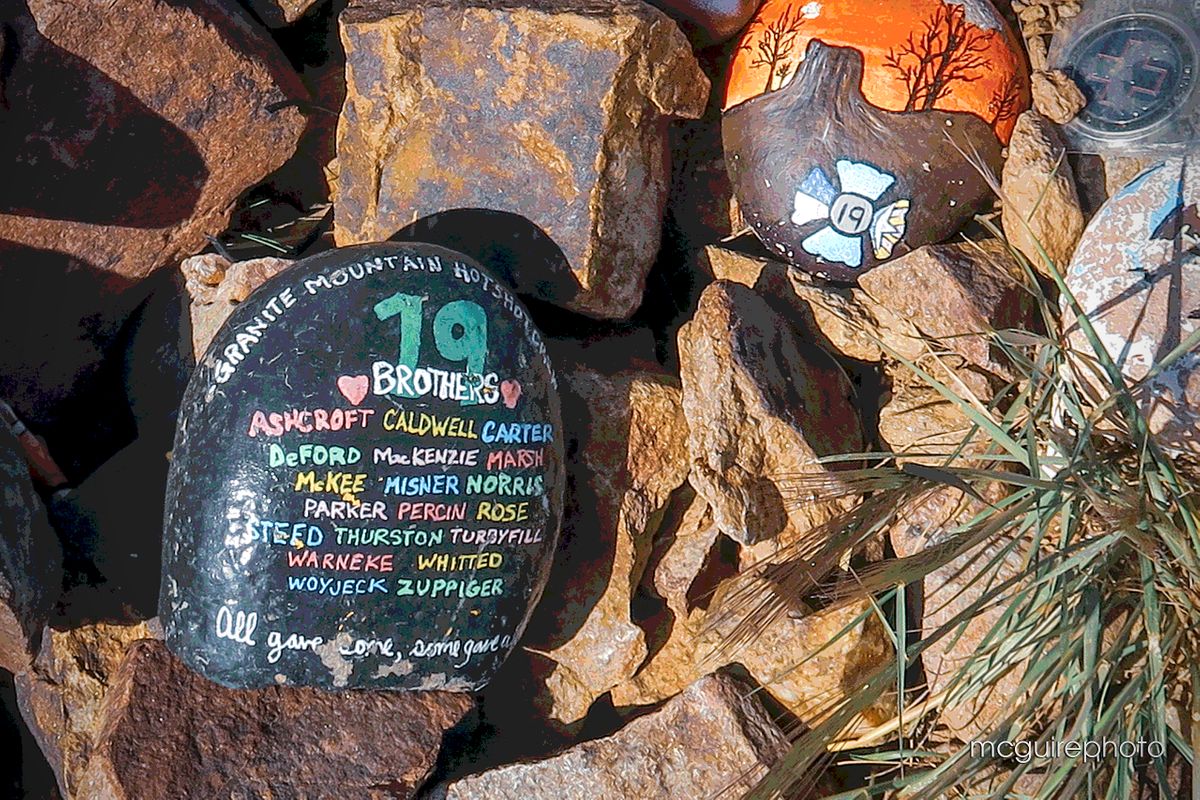 GRANITE MOUNTAIN HOTSHOTS
19
BROTHERS
ASHCROFT CALDWELL CARTER
DeFORD MacKENZIE MARSH
McKEE MISNER NORRIS
PARKER PERCIN ROSE
STEED THURSTON TURBYFILL
WARNEKE WHITTED
WOYJECK ZUPPIGER
All gave some, some gave
19
mcguirephoto